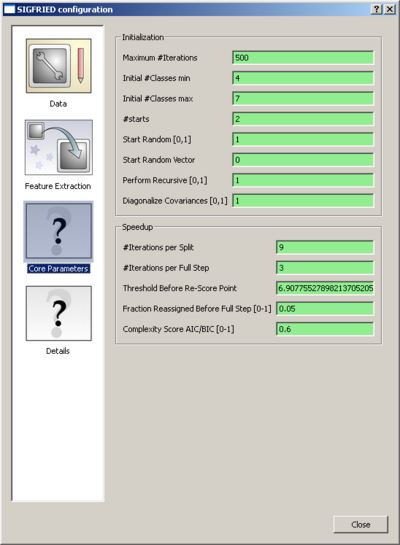 SIGFRIED configuration
Data
Feature Extraction
Core Parameters
Details
Initialization
Maximum #Iterations 500
Initial #Classes min 4
Initial #Classes max 7
#starts 2
Start Random [0,1] 1
Start Random Vector 0
Perform Recursive [0,1] 1
Diagonalize Covariances [0,1] 1
Speedup
#Iterations per Split 9
#Iterations per Full Step 3
Threshold Before Re-Score Point 6.90775527898213705205
Fraction Reassigned Before Full Step [0-1] 0.05
Complexity Score AIC/BIC [0-1] 0.6
Close